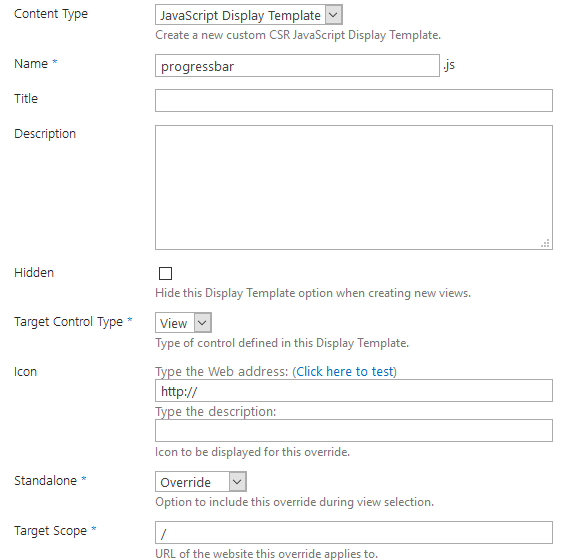 Content Type JavaScript Display Template
Create a new custom CSR JavaScript Display Template.
Name * progressbar .js
Title
Description
Hidden
Hide this Display Template option when creating new views.
Target Control Type * View
Type of control defined in this Display Template.
Icon Type the Web address: (Click here to test)
http://
Type the description:
Icon to be displayed for this override.
Standalone * Override
Option to include this override during view selection.
Target Scope * /
URL of the website this override applies to.